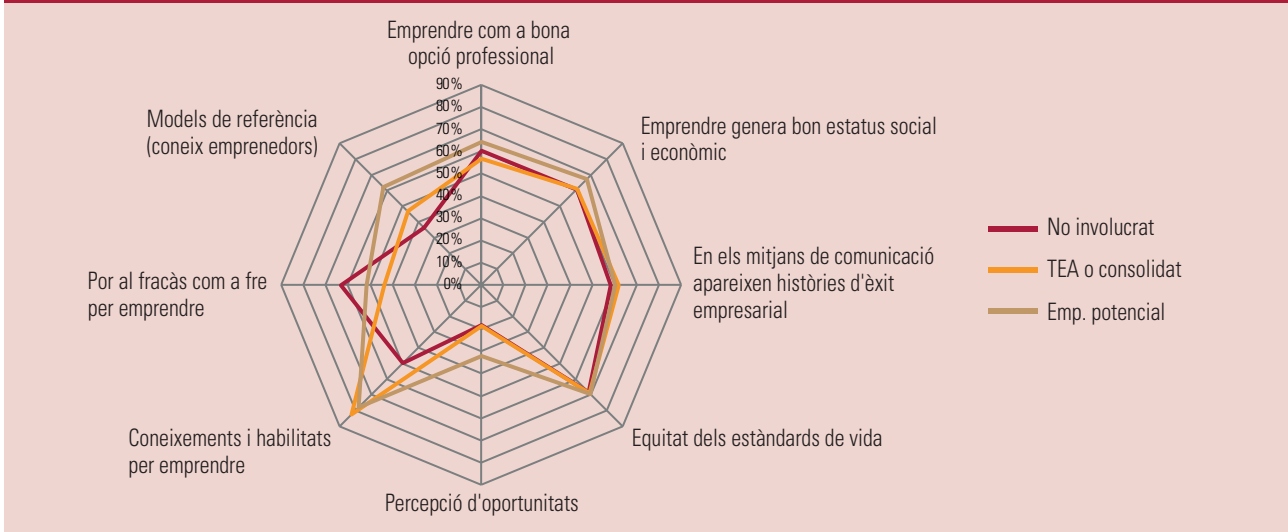 Emprendre com a bona
opció professional
90%
80%
70%
60%
50%
40%
30%
20%
10%
0%
Models de referència
(coneix emprenedors)
Emprendre genera bon estatus social
i econòmic
En els mitjans de comunicació
apareixen històries d'èxit
empresarial
Por al fracàs com a fre
per emprendre
Coneixements i habilitats
per emprendre
Equitat dels estàndards de vida
Percepció d'oportunitats
No involucrat
TEA o consolidat
Emp. potencial